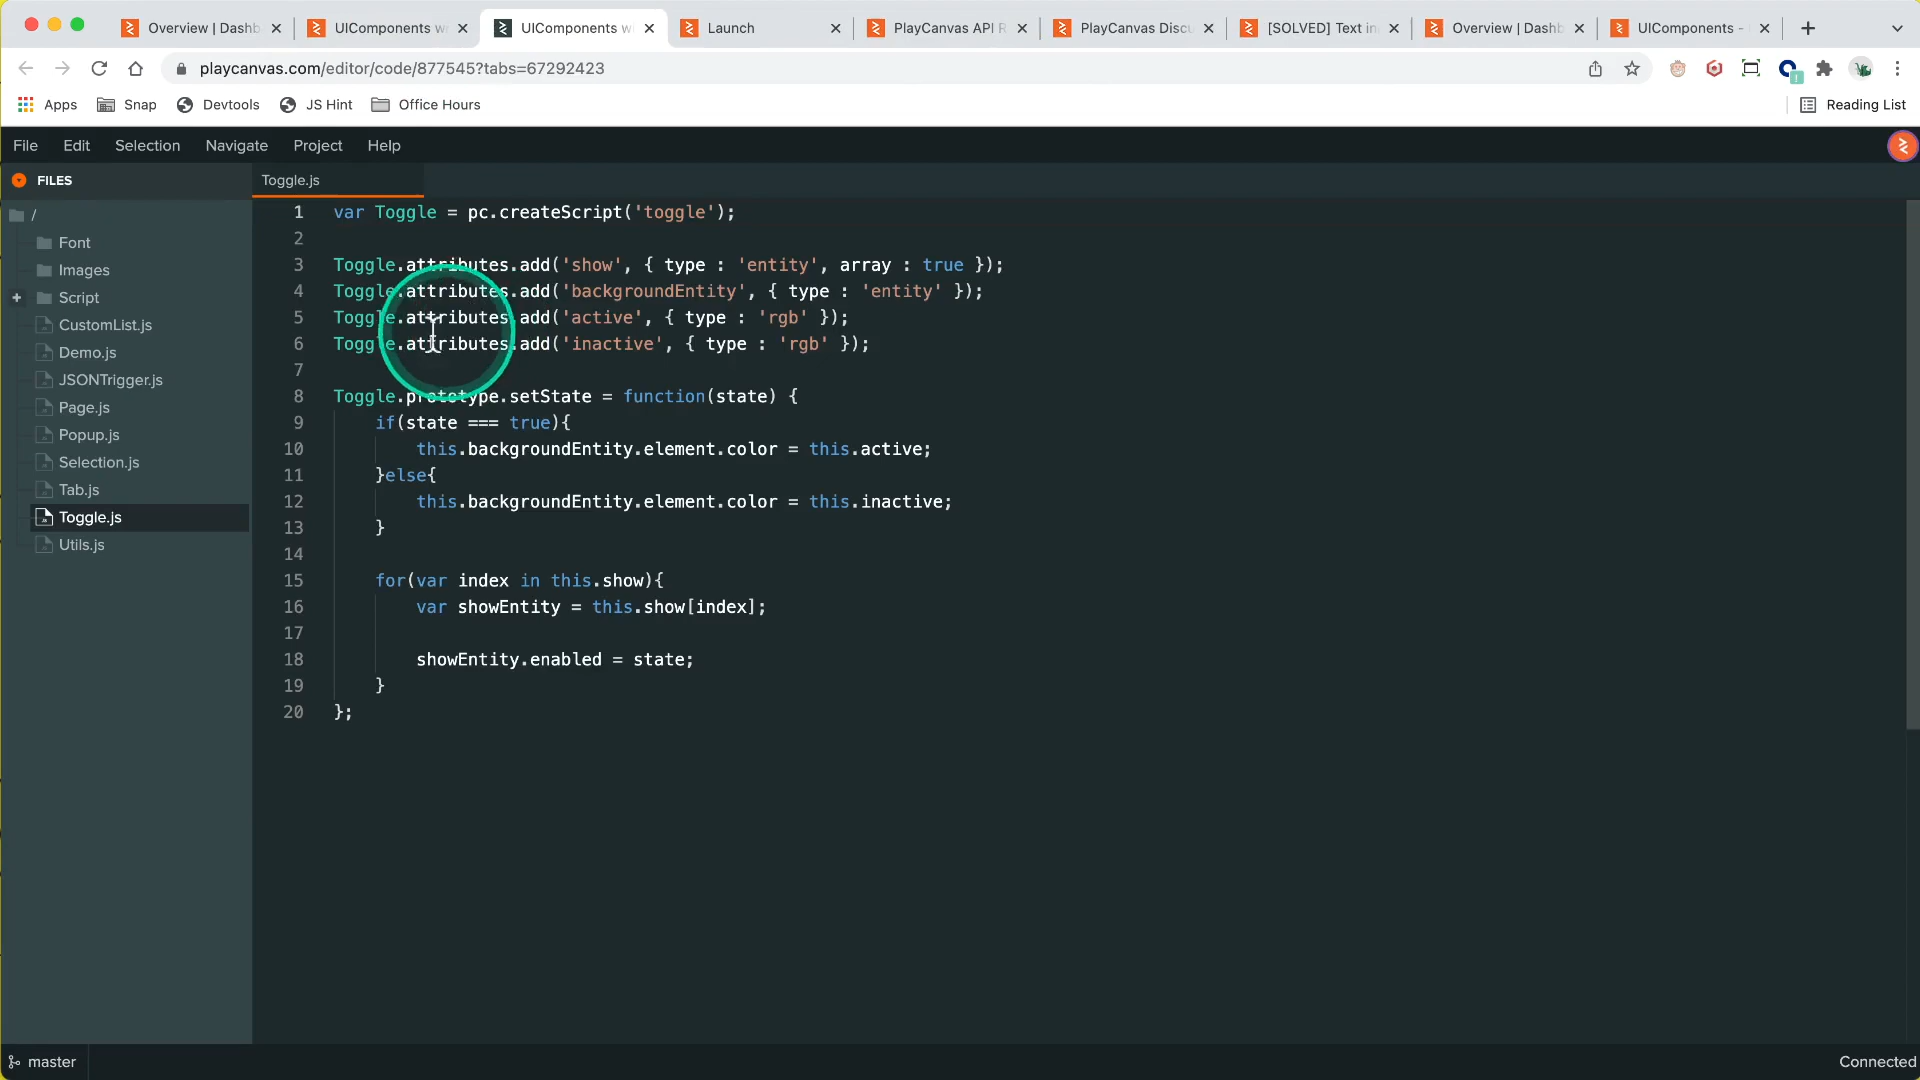 Overview | Dashb
UIComponents w
UIComponents w
Launch
PlayCanvas API R
PlayCanvas Discu
[SOLVED] Text in
Overview | Dashb
UIComponents -
playcanvas.com/editor/code/877545?tabs=67292423
Apps
Snap
Devtools
JS Hint
Office Hours
Reading List
File
Edit
Selection
Navigate
Project
Help
FILES
Toggle.js
/
Font
Images
Script
CustomList.js
Demo.js
JSONTrigger.js
Page.js
Popup.js
Selection.js
Tab.js
Toggle.js
Utils.js
1 var Toggle = pc.createScript('toggle');
2
3 Toggle.attributes.add('show', { type : 'entity', array : true });
4 Toggle.attributes.add('backgroundEntity', { type : 'entity' });
5 Toggle.attributes.add('active', { type : 'rgb' });
6 Toggle.attributes.add('inactive', { type : 'rgb' });
7
8 Toggle.prototype.setState = function(state) {
9 if(state === true){
10 this.backgroundEntity.element.color = this.active;
11 }else{
12 this.backgroundEntity.element.color = this.inactive;
13 }
14
15 for(var index in this.show){
16 var showEntity = this.show[index];
17
18 showEntity.enabled = state;
19 }
20 };
master
Connected